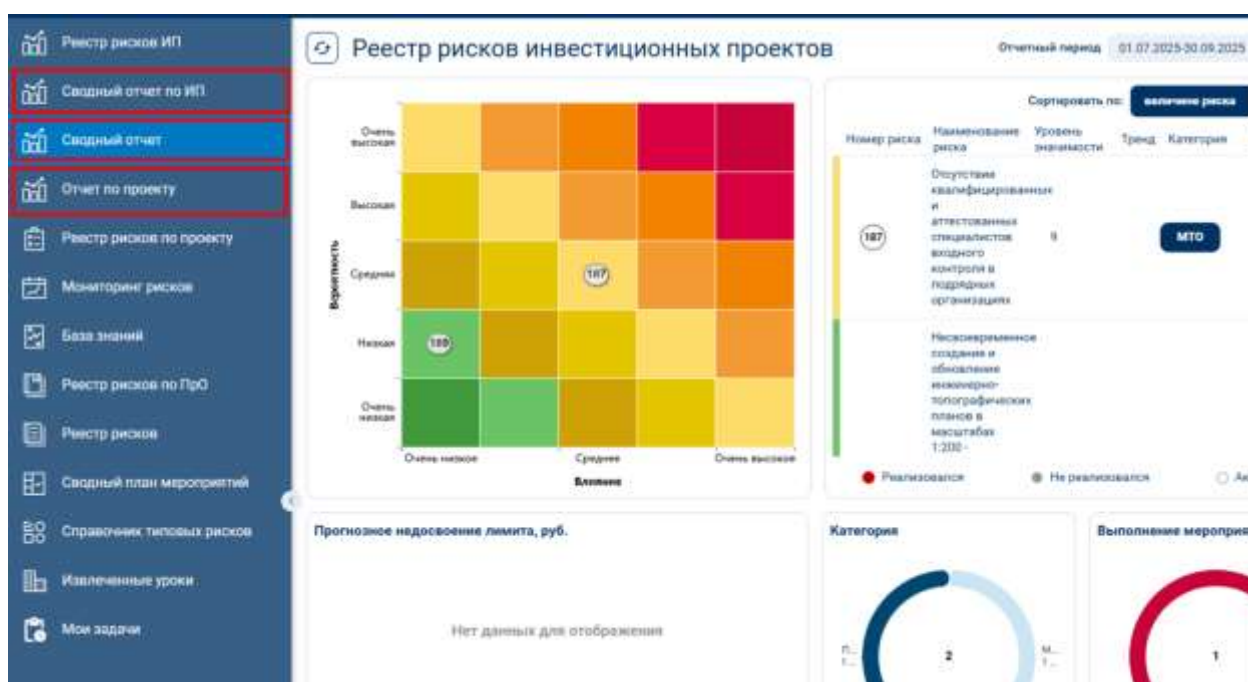 Реестр рисков ИП
Сводный отчет по ИП
Сводный отчет
Отчет по проекту
Реестр рисков по проекту
Мониторинг рисков
База знаний
Реестр рисков по ПрО
Реестр рисков
Сводный план мероприятий
Справочник типовых рисков
Извлеченные уроки
Мои задачи
Реестр рисков инвестиционных проектов
Отчетный период 01.07.2025-30.09.2025
Вероятность
Очень высокая
Высокая
Средняя
187
Низкая
Очень низкая
Очень низкое Среднее Очень высокое
Влияние
Сортировать по: величине риска
Номер риска Наименование риска Уровень значимости Тренд Категория
187
Отсутствие
квалифицированных
и
аттестованных
специалистов
входного
контроля в
подрядных
организациях
9
МТО
Несвоевременное
создание и
обновление
инженерно-
топографических
планов в
масштабах
1:200 -
Реализовался Не реализовался Ак
Прогнозное недосвоение лимита, руб.
Нет данных для отображения
Категория
П...
1...
2
М...
1...
Выполнение мероприя
1